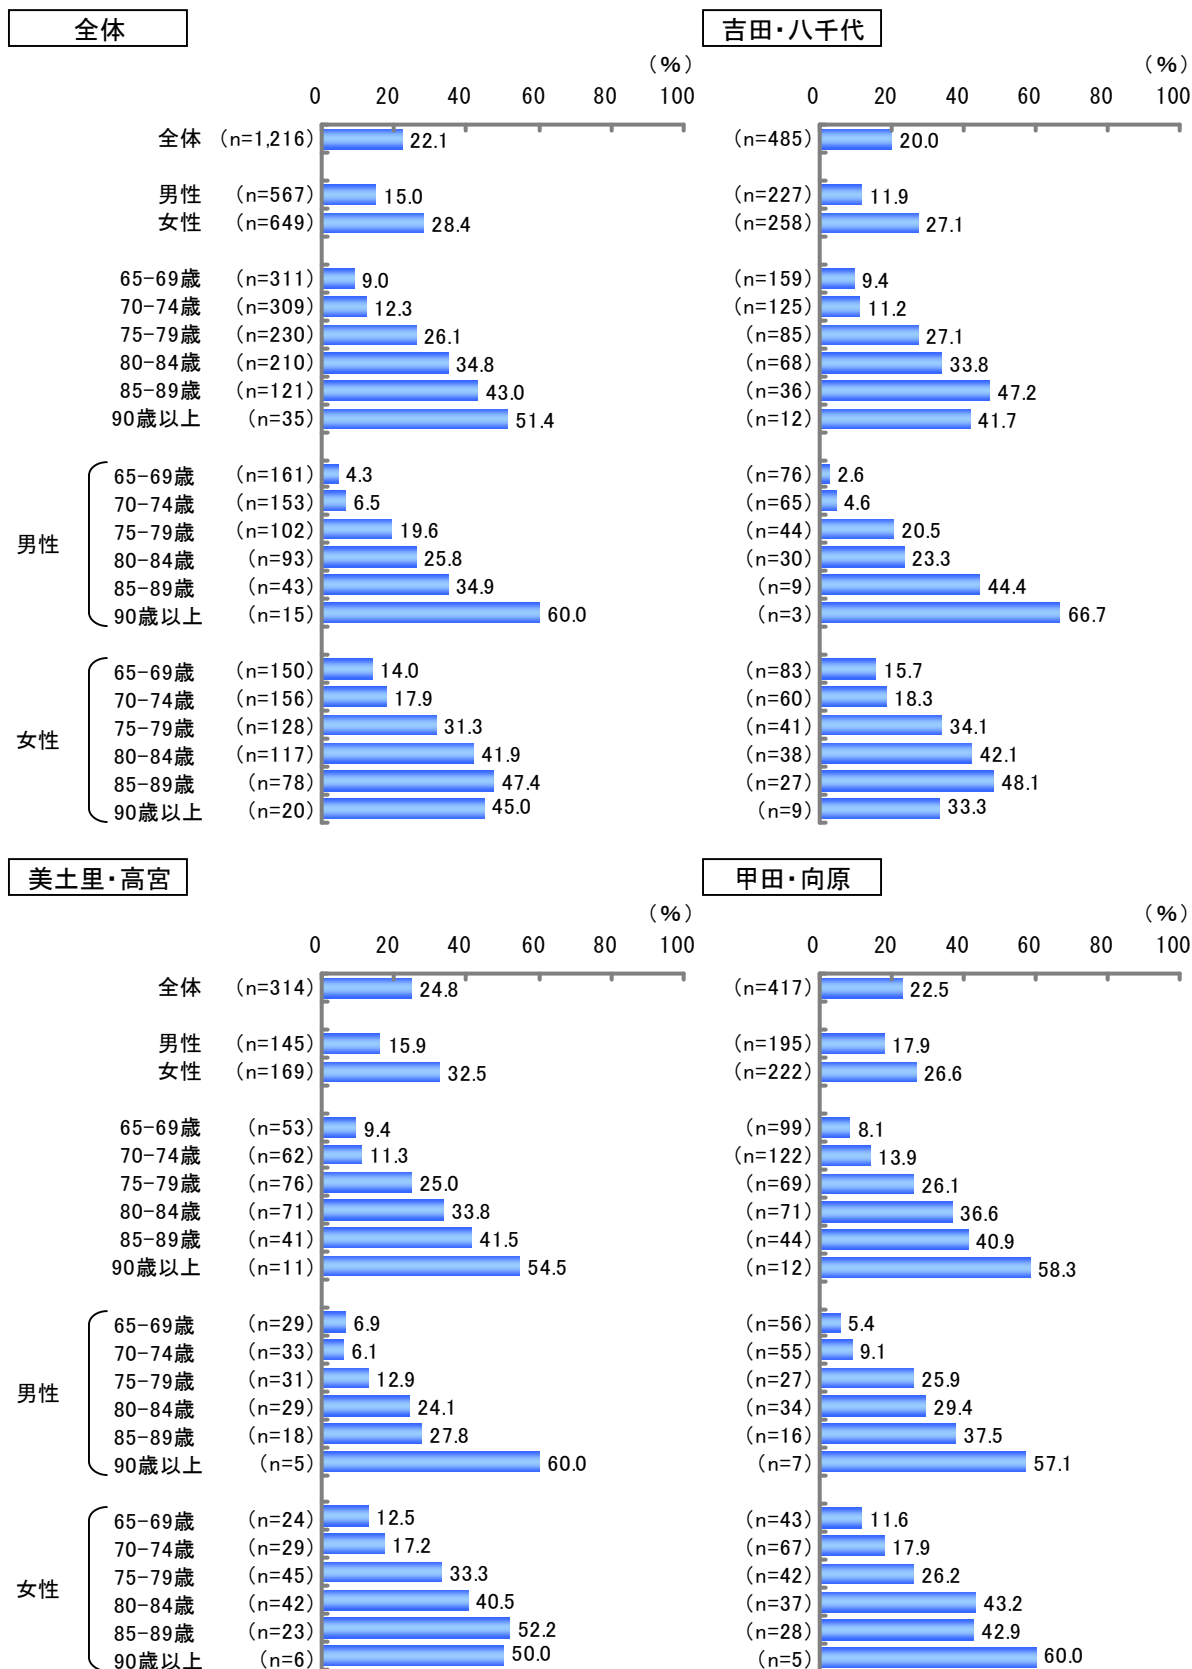 全体
(%)
0 20 40 60 80 100
全体 (n=1,216) 22.1
男性 (n=567) 15.0
女性 (n=649) 28.4
65-69歳 (n=311) 9.0
70-74歳 (n=309) 12.3
75-79歳 (n=230) 26.1
80-84歳 (n=210) 34.8
85-89歳 (n=121) 43.0
90歳以上 (n=35) 51.4
男性
65-69歳 (n=161) 4.3
70-74歳 (n=153) 6.5
75-79歳 (n=102) 19.6
80-84歳 (n=93) 25.8
85-89歳 (n=43) 34.9
90歳以上 (n=15) 60.0
女性
65-69歳 (n=150) 14.0
70-74歳 (n=156) 17.9
75-79歳 (n=128) 31.3
80-84歳 (n=117) 41.9
85-89歳 (n=78) 47.4
90歳以上 (n=20) 45.0
吉田・八千代
(%)
0 20 40 60 80 100
(n=485) 20.0
(n=227) 11.9
(n=258) 27.1
(n=159) 9.4
(n=125) 11.2
(n=85) 27.1
(n=68) 33.8
(n=36) 47.2
(n=12) 41.7
(n=76) 2.6
(n=65) 4.6
(n=44) 20.5
(n=30) 23.3
(n=9) 44.4
(n=3) 66.7
(n=83) 15.7
(n=60) 18.3
(n=41) 34.1
(n=38) 42.1
(n=27) 48.1
(n=9) 33.3
美土里・高宮
(%)
0 20 40 60 80 100
全体 (n=314) 24.8
男性 (n=145) 15.9
女性 (n=169) 32.5
65-69歳 (n=53) 9.4
70-74歳 (n=62) 11.3
75-79歳 (n=76) 25.0
80-84歳 (n=71) 33.8
85-89歳 (n=41) 41.5
90歳以上 (n=11) 54.5
男性
65-69歳 (n=29) 6.9
70-74歳 (n=33) 6.1
75-79歳 (n=31) 12.9
80-84歳 (n=29) 24.1
85-89歳 (n=18) 27.8
90歳以上 (n=5) 60.0
女性
65-69歳 (n=24) 12.5
70-74歳 (n=29) 17.2
75-79歳 (n=45) 33.3
80-84歳 (n=42) 40.5
85-89歳 (n=23) 52.2
90歳以上 (n=6) 50.0
甲田・向原
(%)
0 20 40 60 80 100
(n=417) 22.5
(n=195) 17.9
(n=222) 26.6
(n=99) 8.1
(n=122) 13.9
(n=69) 26.1
(n=71) 36.6
(n=44) 40.9
(n=12) 58.3
(n=56) 5.4
(n=55) 9.1
(n=27) 25.9
(n=34) 29.4
(n=16) 37.5
(n=7) 57.1
(n=43) 11.6
(n=67) 17.9
(n=42) 26.2
(n=37) 43.2
(n=28) 42.9
(n=5) 60.0